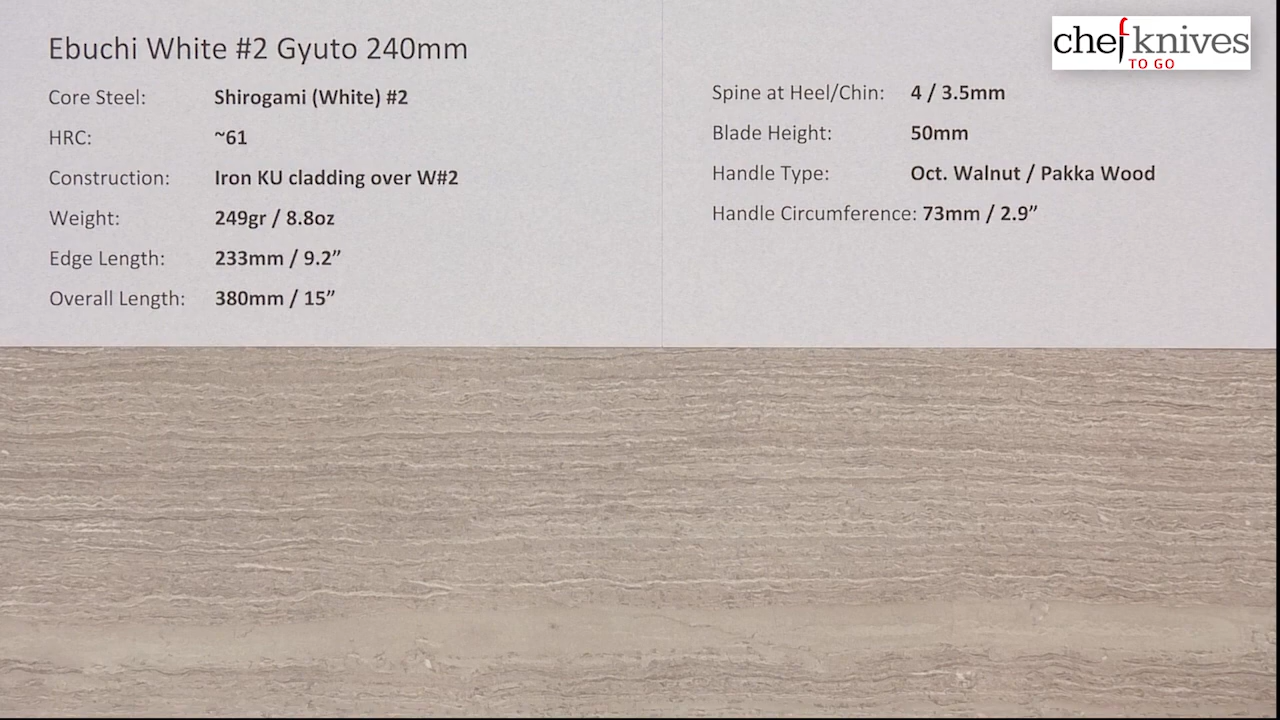 Ebuchi White #2 Gyuto 240mm
Core Steel: Shirogami (White) #2
HRC: ~61
Construction: Iron KU cladding over W#2
Weight: 249gr / 8.8oz
Edge Length: 233mm / 9.2”
Overall Length: 380mm / 15”
Spine at Heel/Chin: 4 / 3.5mm
Blade Height: 50mm
Handle Type: Oct. Walnut / Pakka Wood
Handle Circumference: 73mm / 2.9”
chefknives
TO GO